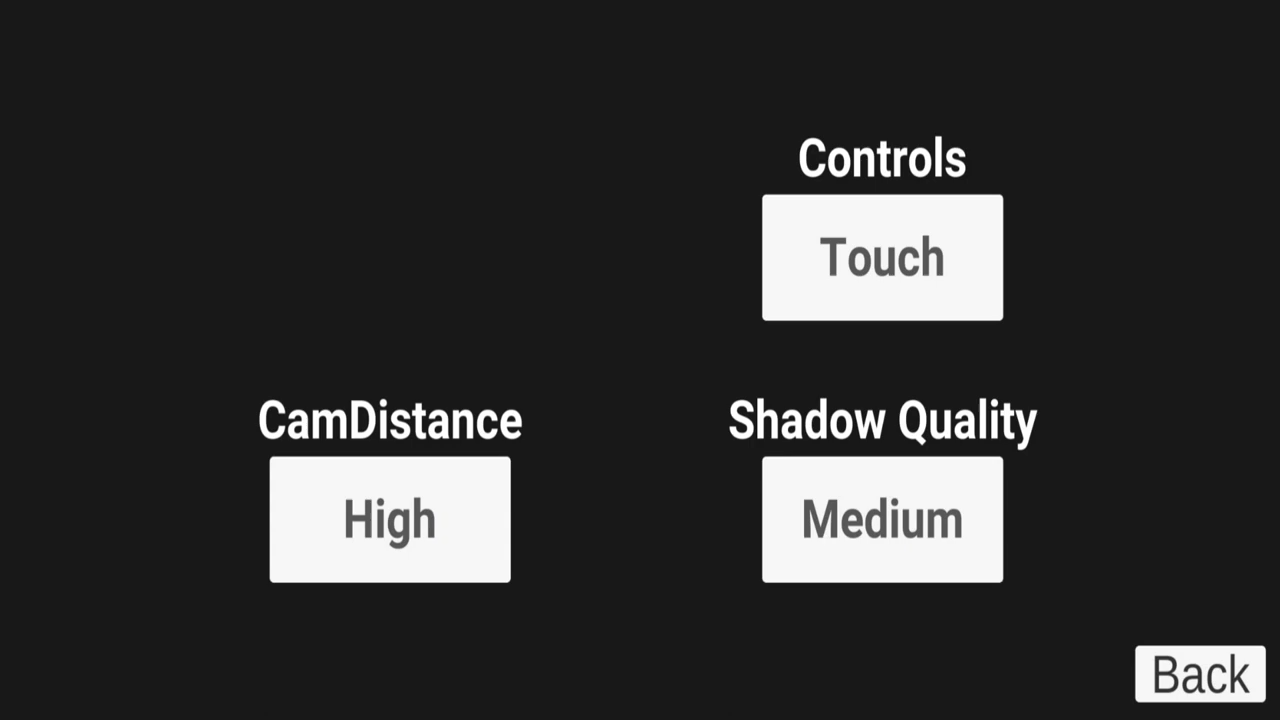 Controls
Touch
CamDistance
High
Shadow Quality
Medium
Back